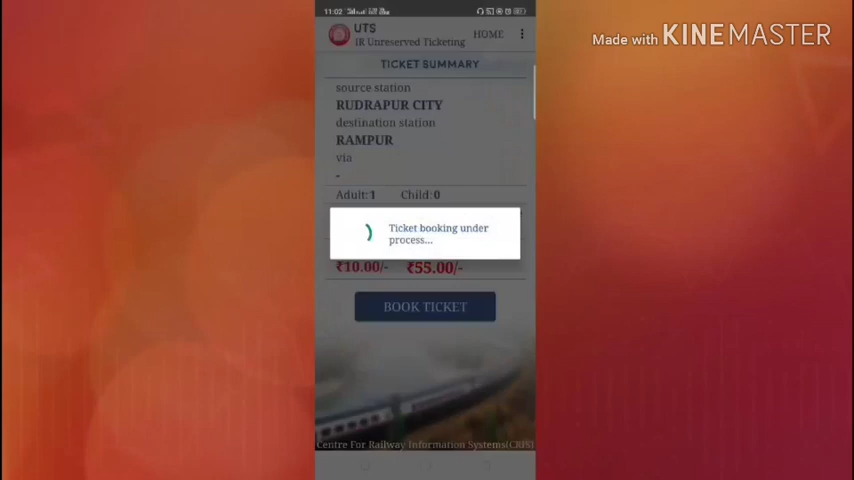 11:02
UTS
IR Unreserved Ticketing
HOME
Made with KINEMASTER
TICKET SUMMARY
source station
RUDRAPUR CITY
destination station
RAMPUR
via
-
Adult: 1 Child: 0
Ticket booking under
process...
₹10.00/- ₹55.00/-
BOOK TICKET
Centre For Railway Information Systems(CRIS)